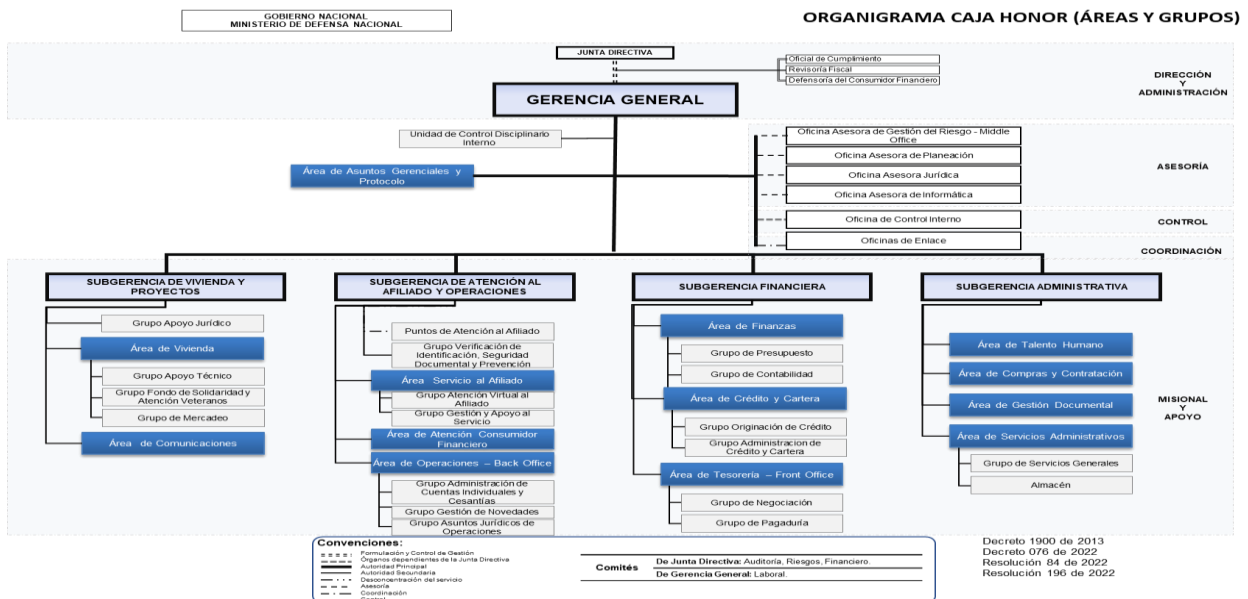 GOBIERNO NACIONAL
MINISTERIO DE DEFENSA NACIONAL
ORGANIGRAMA CAJA HONOR (ÁREAS Y GRUPOS)
JUNTA DIRECTIVA
Oficial de Cumplimiento
Revisoría Fiscal
Defensoría del Consumidor Financiero
DIRECCIÓN
Y
ADMINISTRACIÓN
GERENCIA GENERAL
Unidad de Control Disciplinario
Interno
Área de Asuntos Gerenciales y
Protocolo
Oficina Asesora de Gestión del Riesgo - Middle
Office
Oficina Asesora de Planeación
Oficina Asesora Jurídica
Oficina Asesora de Informática
ASESORÍA
Oficina de Control Interno
CONTROL
Oficinas de Enlace
COORDINACIÓN
SUBGERENCIA DE VIVIENDA Y
PROYECTOS
Grupo Apoyo Jurídico
Área de Vivienda
Grupo Apoyo Técnico
Grupo Fondo de Solidaridad y
Atención Veteranos
Grupo de Mercadeo
Área de Comunicaciones
SUBGERENCIA DE ATENCIÓN AL
AFILIADO Y OPERACIONES
Puntos de Atención al Afiliado
Grupo Verificación de
Identificación, Seguridad
Documental y Prevención
Área Servicio al Afiliado
Grupo Atención Virtual al
Afiliado
Grupo Gestión y Apoyo al
Servicio
Área de Atención Consumidor
Financiero
Área de Operaciones – Back Office
Grupo Administración de
Cuentas Individuales y
Cesantías
Grupo Gestión de Novedades
Grupo Asuntos Jurídicos de
Operaciones
SUBGERENCIA FINANCIERA
Área de Finanzas
Grupo de Presupuesto
Grupo de Contabilidad
Área de Crédito y Cartera
Grupo Originación de Crédito
Grupo Administracion de
Crédito y Cartera
Área de Tesorería – Front Office
Grupo de Negociación
Grupo de Pagaduría
SUBGERENCIA ADMINISTRATIVA
Área de Talento Humano
Área de Compras y Contratación
Área de Gestión Documental
Área de Servicios Administrativos
Grupo de Servicios Generales
Almacén
MISIONAL
Y
APOYO
Convenciones:
Formulación y Control de Gestión
Órganos dependientes de la Junta Directiva
Autoridad Principal
Autoridad Secundaria
Desconcentración del servicio
Asesoría
Coordinación
Control
Comités
De Junta Directiva: Auditoría, Riesgos, Financiero.
De Gerencia General: Laboral.
Decreto 1900 de 2013
Decreto 076 de 2022
Resolución 84 de 2022
Resolución 196 de 2022